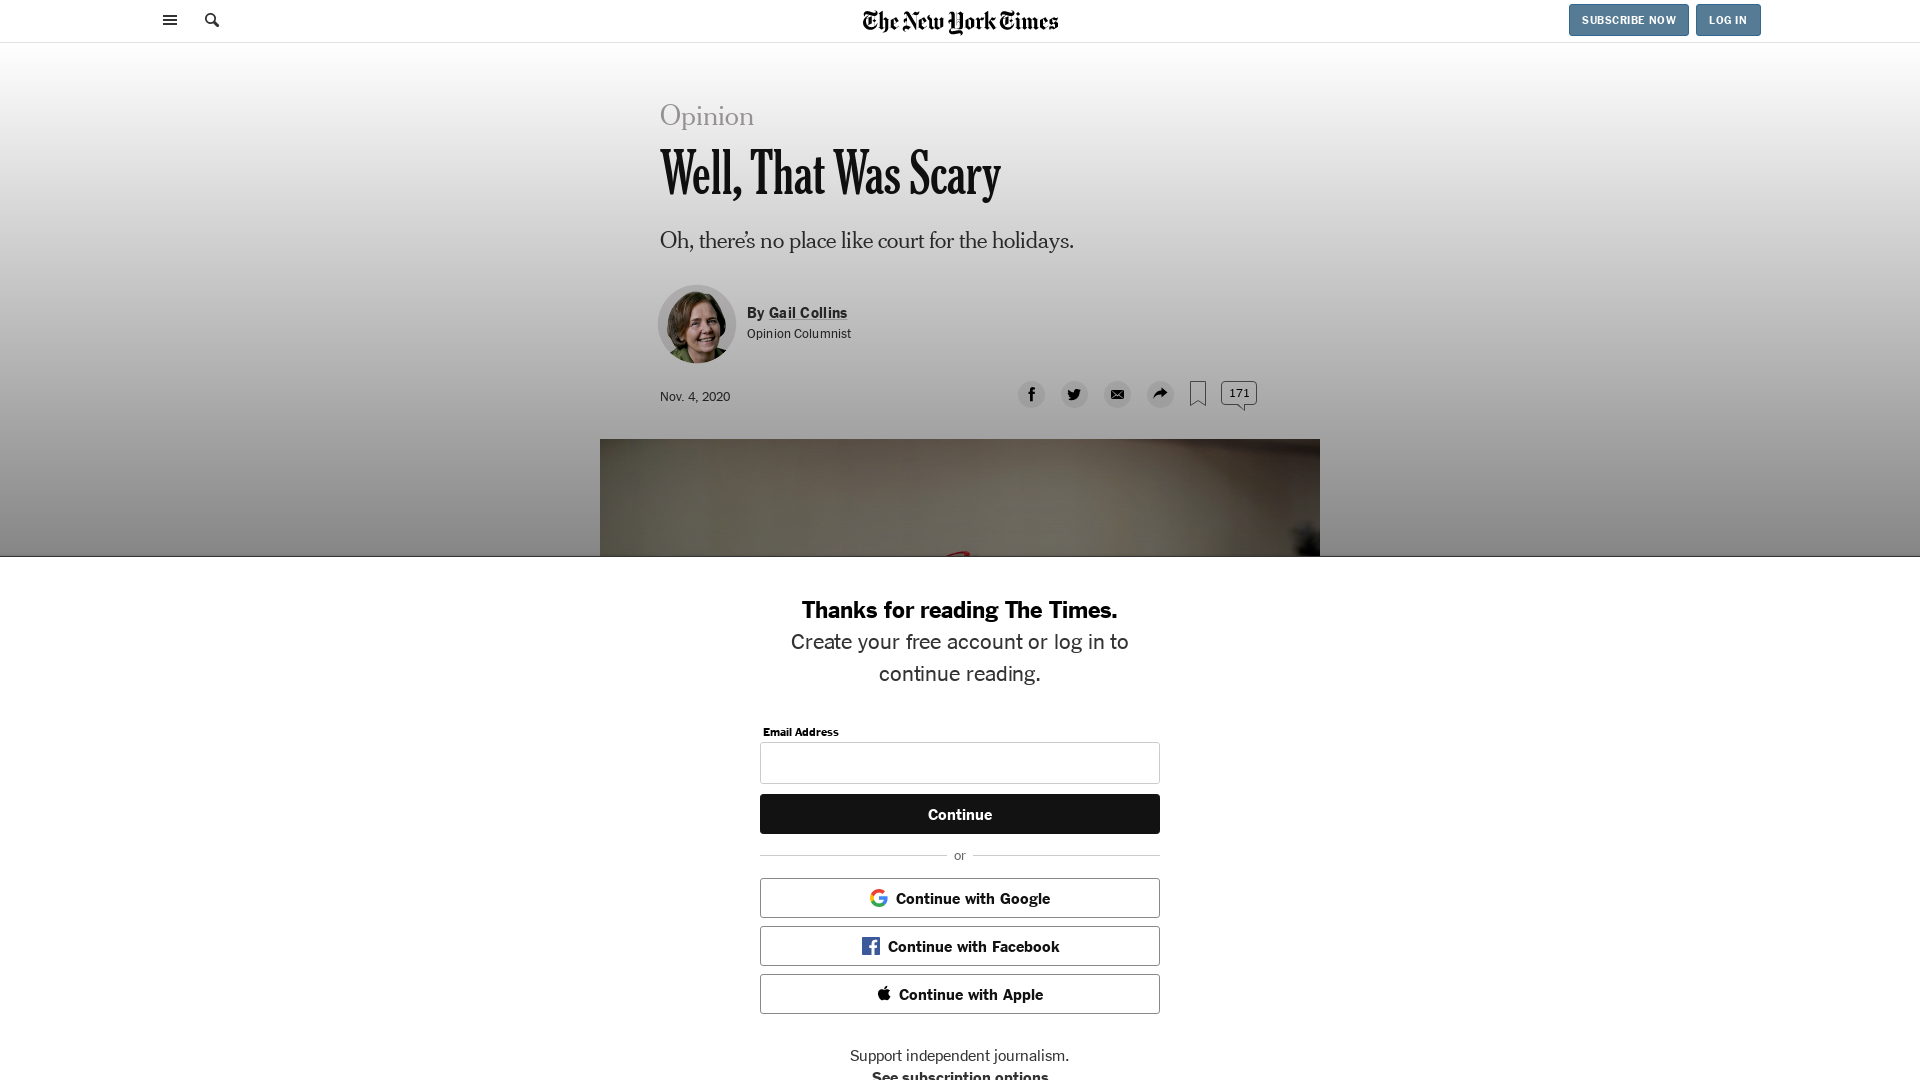 The New York Times
SUBSCRIBE NOW
LOG IN
Opinion
Well, That Was Scary
Oh, there's no place like court for the holidays.
By Gail Collins
Opinion Columnist
Nov. 4, 2020
171
Thanks for reading The Times.
Create your free account or log in to
continue reading.
Email Address
Continue
or
Continue with Google
Continue with Facebook
Continue with Apple
Support independent journalism.
See subscription options